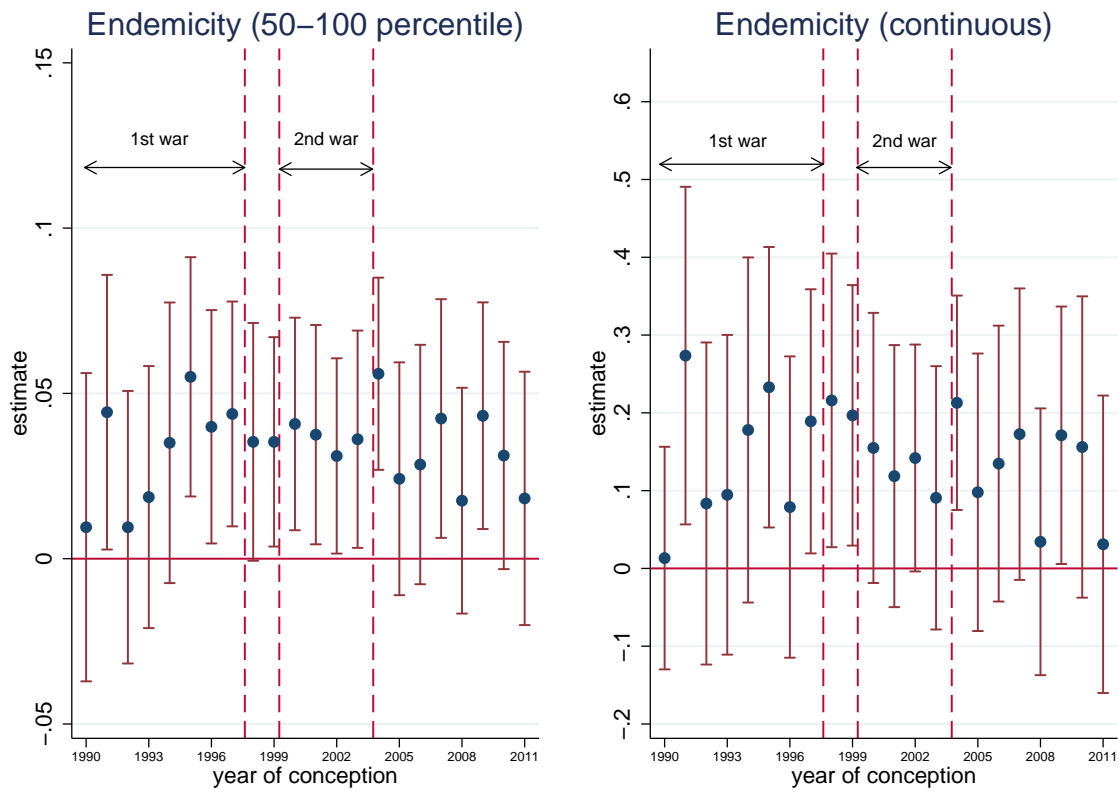 Endemicity (50−100 percentile)
.15
.1
.05
0
−.05
estimate
1st war
2nd war
1990 1993 1996 1999 2002 2005 2008 2011
year of conception
Endemicity (continuous)
.6
.5
.4
.3
.2
.1
0
−.1
−.2
estimate
1st war
2nd war
1990 1993 1996 1999 2002 2005 2008 2011
year of conception